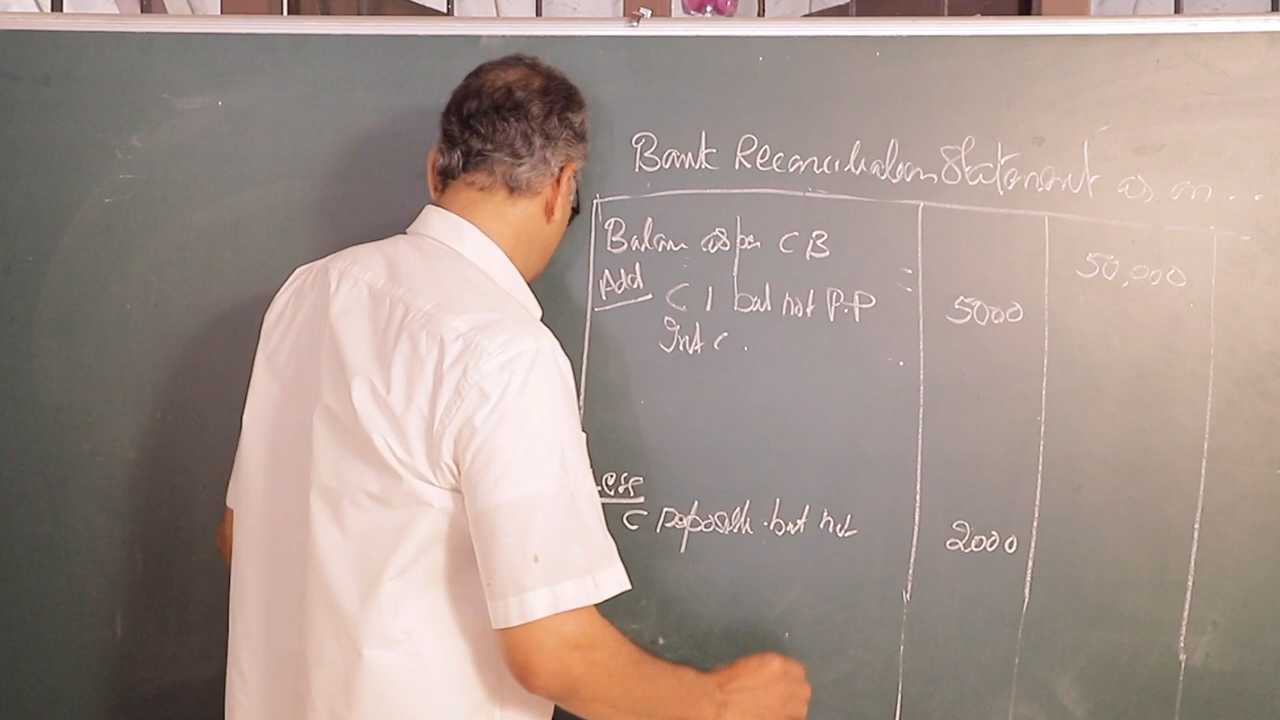 Bank Reconciliation Statement as on...
Balan as per CB 50,000
Add
C I but not P.P 5000
Int c.
Less
C Deposited but not 2000